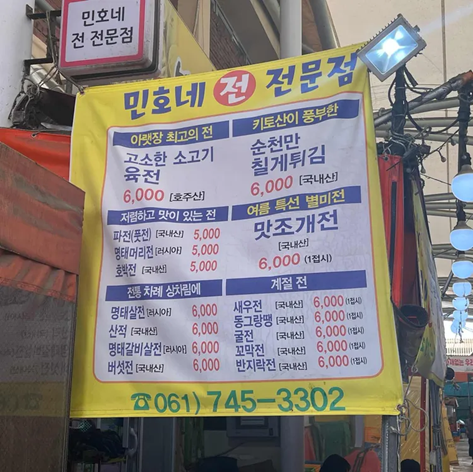 민호네
전 전문점
민호네 전 전문점
아랫장 최고의 전
고소한 소고기
육전
6,000 [호주산]
키토산이 풍부한
순천만
칠게튀김
6,000 [국내산]
저렴하고 맛이 있는 전
파전(풋전) [국내산] 5,000
명태머리전 [러시아] 5,000
호박전 [국내산] 5,000
여름 특선 별미전
맛조개전
[국내산]
6,000 (1접시)
전통 차례 상차림에
명태살전 [러시아] 6,000
산적 [국내산] 6,000
명태갈비살전 [러시아] 6,000
버섯전 [국내산] 6,000
계절 전
새우전 [국내산] 6,000 (1접시)
동그랑땡 [국내산] 6,000 (1접시)
굴전 [국내산] 6,000 (1접시)
꼬막전 [국내산] 6,000 (1접시)
반지락전 [국내산] 6,000 (1접시)
☎061) 745-3302